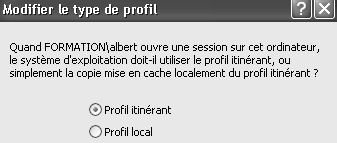 Modifier le type de profil
Quand FORMATION\albert ouvre une session sur cet ordinateur,
le système d'exploitation doit-il utiliser le profil itinérant, ou
simplement la copie mise en cache localement du profil itinérant ?
Profil itinérant
Profil local